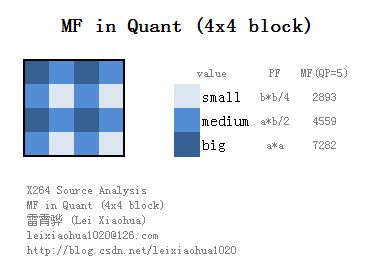 MF in Quant (4x4 block)
value PF MF(QP=5)
small b*b/4 2893
medium a*b/2 4559
big a*a 7282
X264 Source Analysis
MF in Quant (4x4 block)
雷霄骅 (Lei Xiaohua)
leixiaohua1020@126.com
http://blog.csdn.net/leixiaohua1020